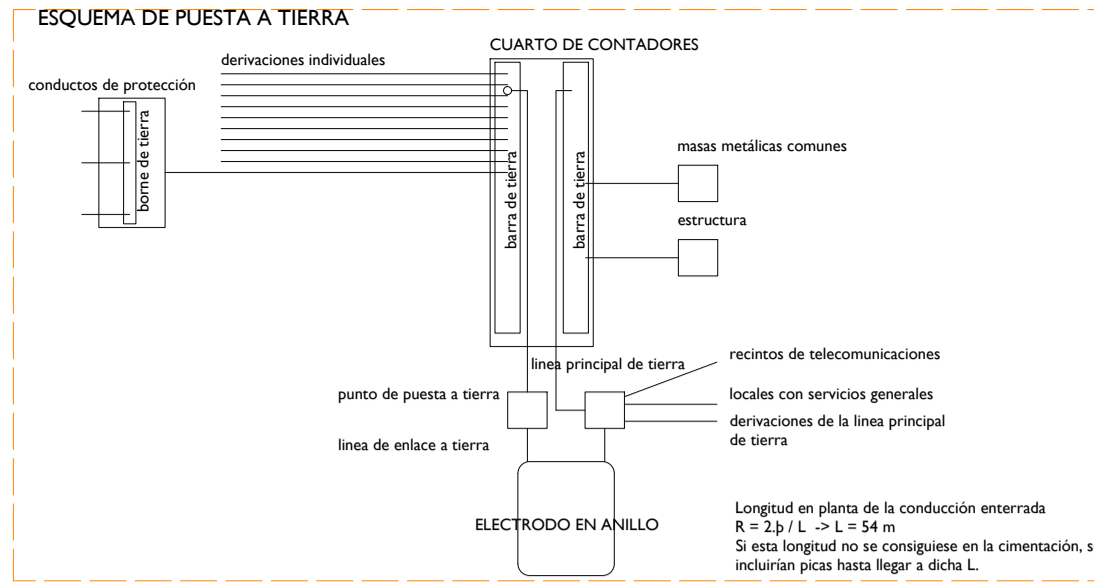 ESQUEMA DE PUESTA A TIERRA
CUARTO DE CONTADORES
derivaciones individuales
conductos de protección
borne de tierra
barra de tierra
barra de tierra
masas metálicas comunes
estructura
linea principal de tierra
recintos de telecomunicaciones
punto de puesta a tierra
locales con servicios generales
derivaciones de la linea principal
de tierra
linea de enlace a tierra
ELECTRODO EN ANILLO
Longitud en planta de la conducción enterrada
R = 2.þ / L -> L = 54 m
Si esta longitud no se consiguiese en la cimentación, s
incluirían picas hasta llegar a dicha L.